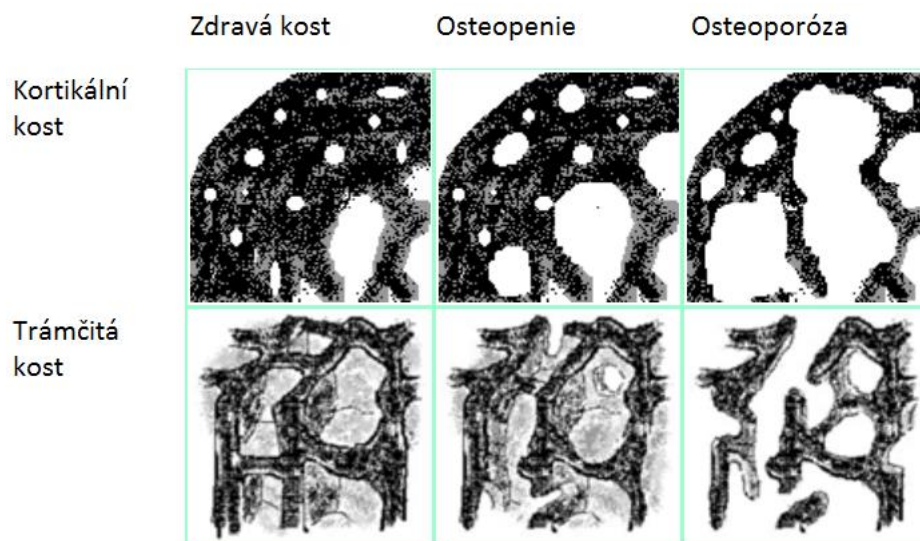 Zdravá kost
Osteopenie
Osteoporóza
Kortikální
kost
Trámčitá
kost